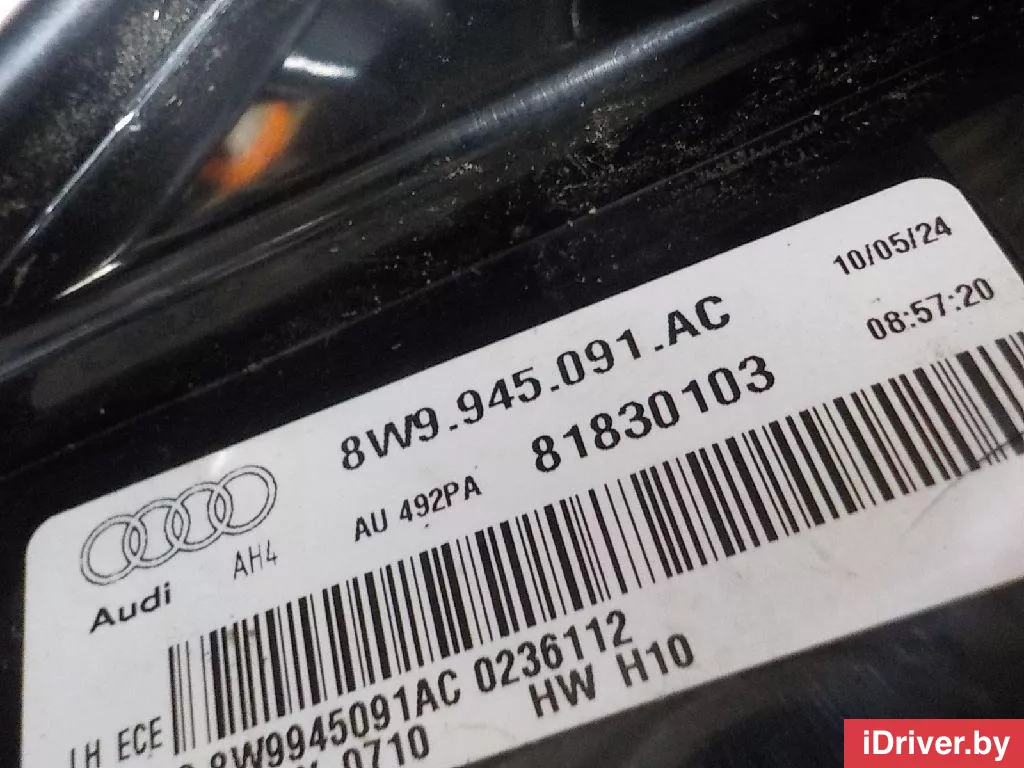 10/05/24
8W9.945.091.AC
08:57:20
AU 492PA 81830103
AH4
Audi
LH ECE
8W9945091AC 0236112
0710 HW H10
iDriver.by